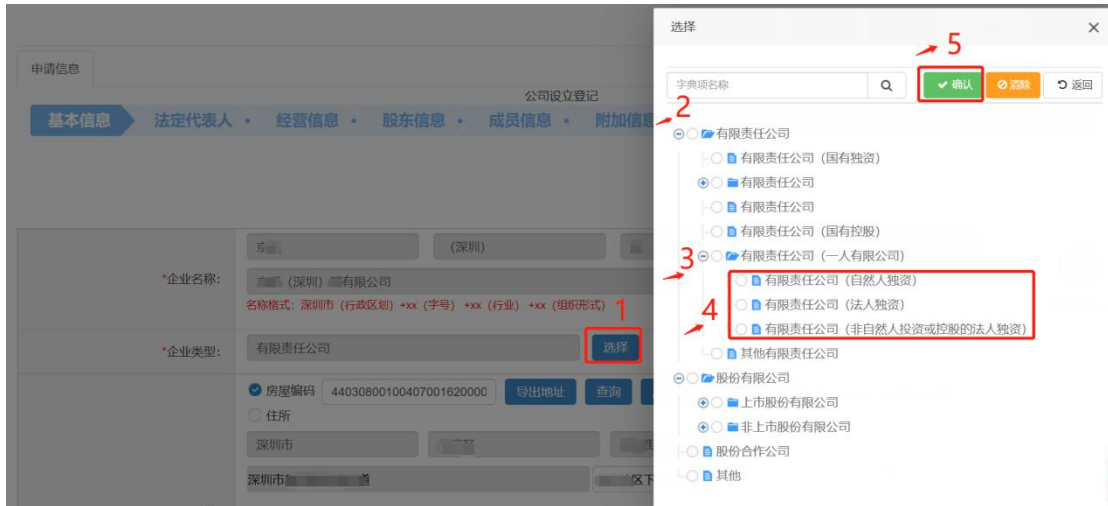 申请信息
公司设立登记
基本信息 法定代表人 • 经营信息 • 股东信息 • 成员信息 • 附加信息
(深圳)
*企业名称:
(深圳) 有限公司
名称格式: 深圳市 (行政区划) +xx (字号) +xx (行业) +xx (组织形式)
1
*企业类型: 有限责任公司 选择
房屋编码 44030800100407001620000 导出地址 查询
住所
深圳市
深圳市 道 区下
选择 ×
5
字典项名称 确认 清除 返回
2
有限责任公司
有限责任公司 (国有独资)
有限责任公司
有限责任公司
有限责任公司 (国有控股)
3 有限责任公司 (一人有限公司)
有限责任公司 (自然人独资)
4 有限责任公司 (法人独资)
有限责任公司 (非自然人投资或控股的法人独资)
其他有限责任公司
股份有限公司
上市股份有限公司
非上市股份有限公司
股份合作公司
其他